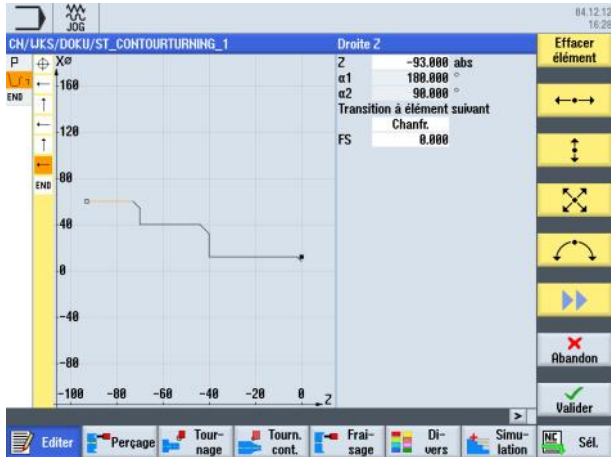 04.12.12
16:28
JOG
CN/WKS/DOKU/ST_CONTOURTURNING_1
Droite Z
Effacer
élément
P
END
END
XØ
160
120
80
40
0
-40
-80
-100 -80 -60 -40 -20 0 Z
Z -93.000 abs
α1 180.000 °
α2 90.000 °
Transition à élément suivant
Chanfr.
FS 0.000
Abandon
Valider
>
Editer
Perçage
Tour-
nage
Tourn.
cont.
Frai-
sage
Di-
vers
Simu-
lation
NC
Sél.